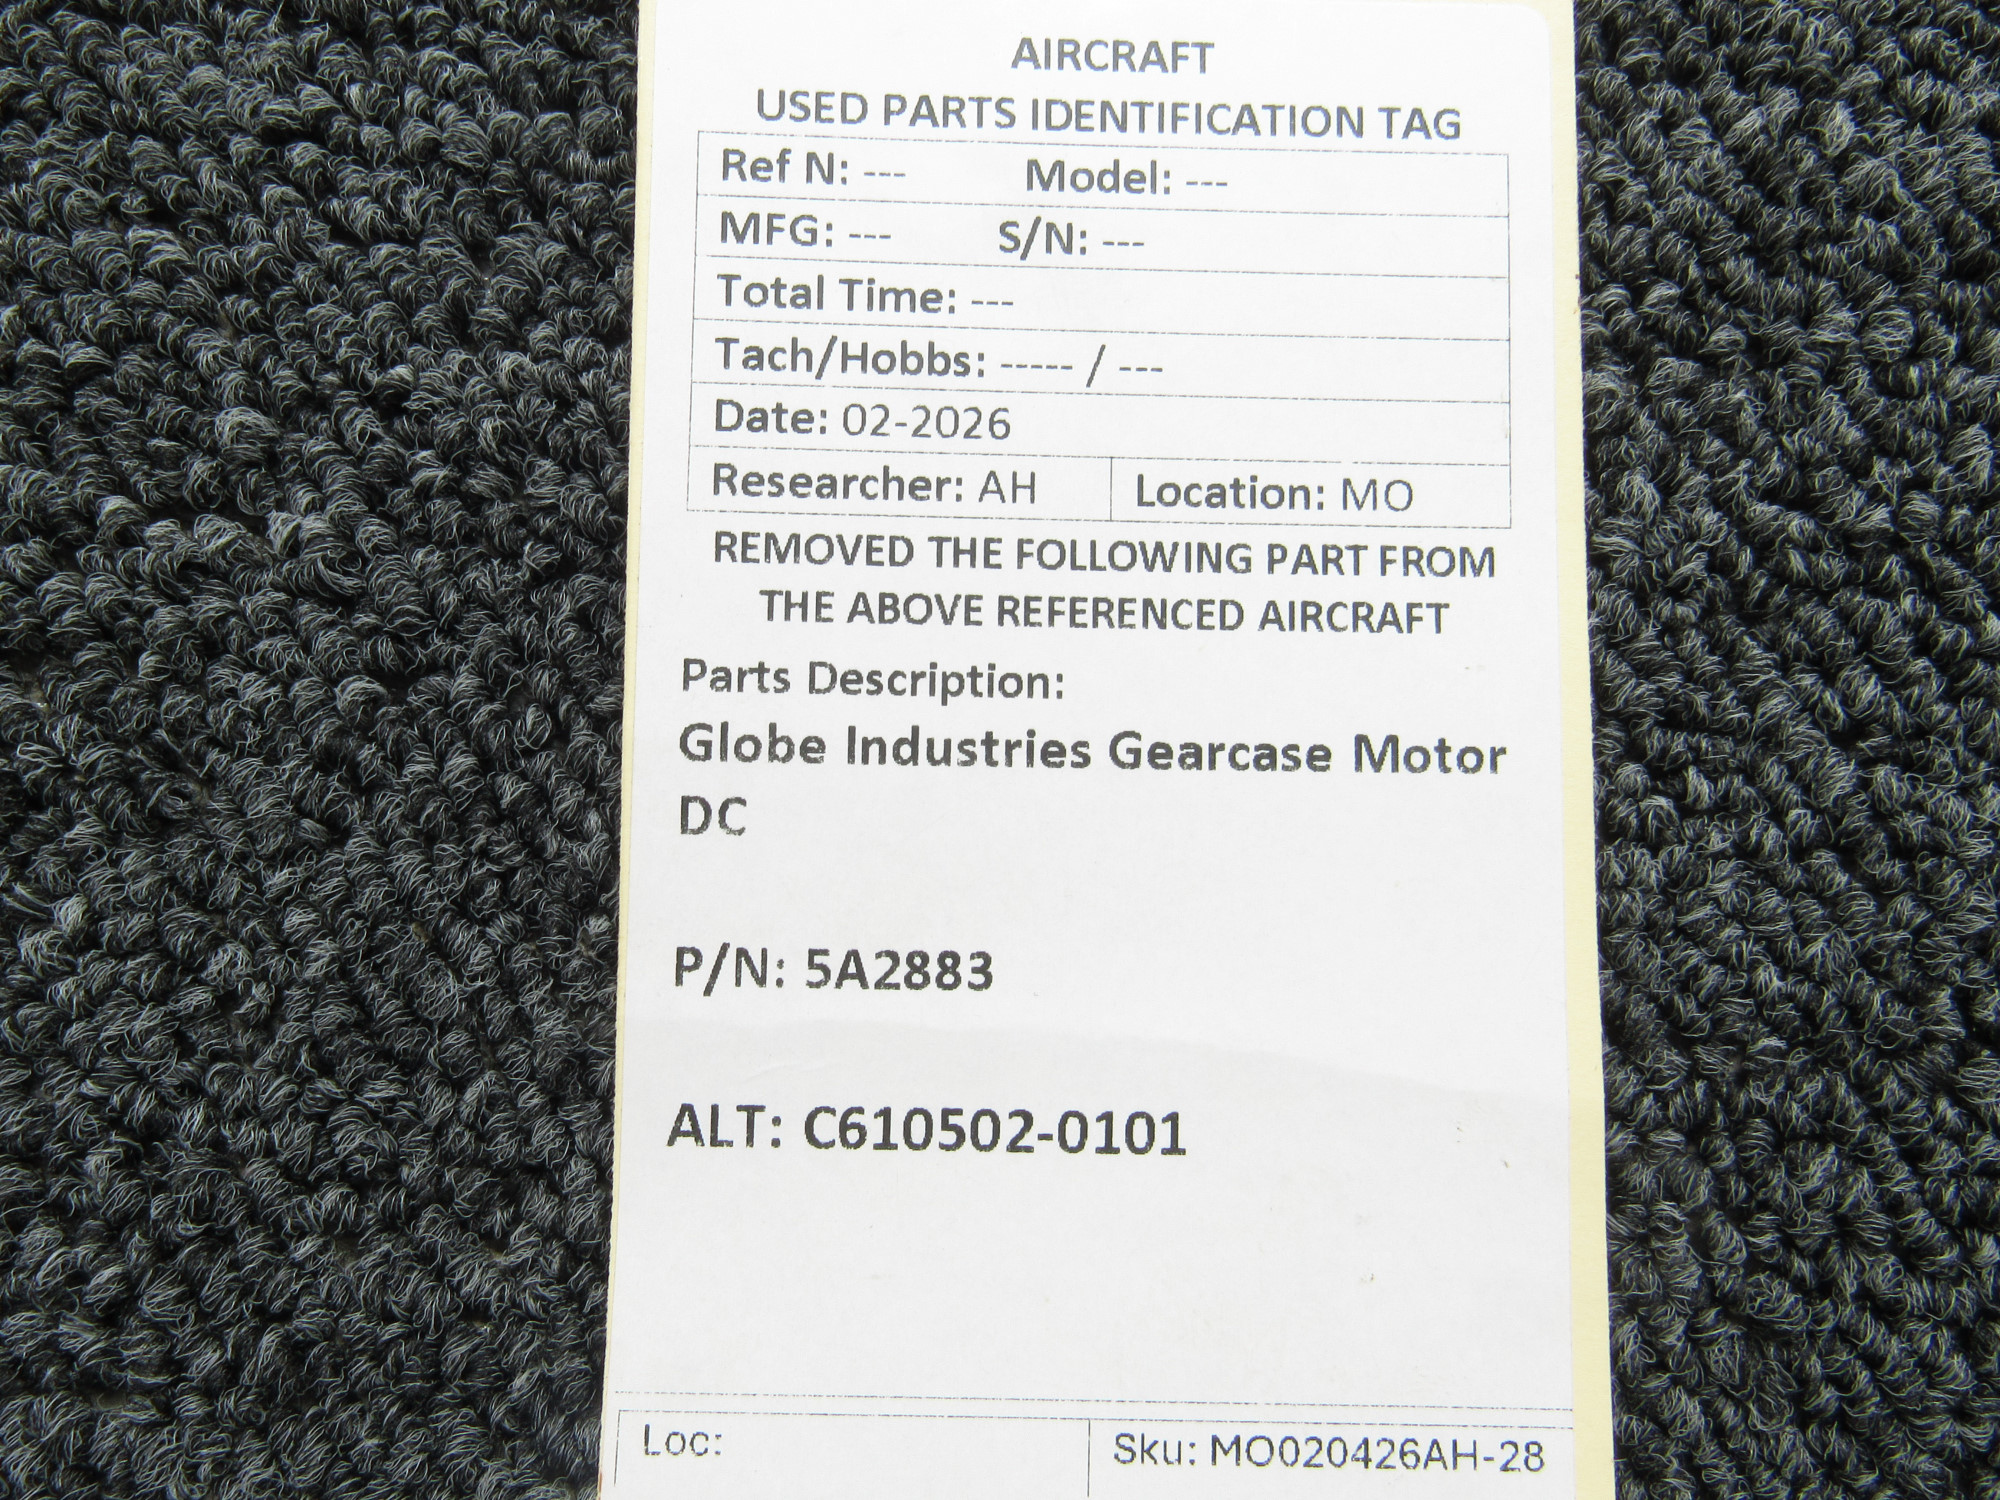 AIRCRAFT
USED PARTS IDENTIFICATION TAG
Ref N: --- Model: ---
MFG: --- S/N: ---
Total Time: ---
Tach/Hobbs: ----- / ---
Date: 02-2026
Researcher: AH Location: MO
REMOVED THE FOLLOWING PART FROM
THE ABOVE REFERENCED AIRCRAFT
Parts Description:
Globe Industries Gearcase Motor
DC
P/N: 5A2883
ALT: C610502-0101
Loc: Sku: MO020426AH-28